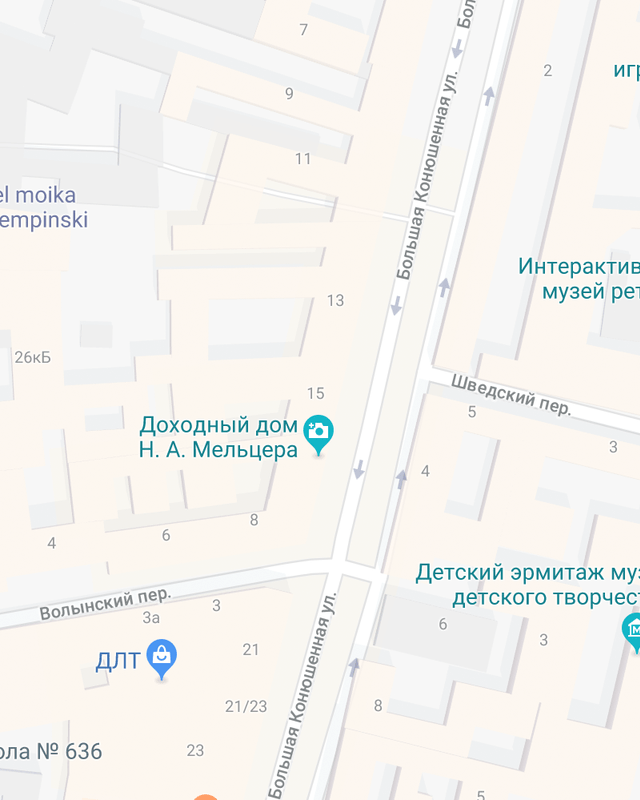 Бол
7
2
игр
9
Большая Конюшенная ул.
11
el moika
empinski
Интерактив
музей рет
13
26кБ
Шведский пер.
15
5
Доходный дом
Н. А. Мельцера
3
4
8
6
4
Детский эрмитаж муз
детского творчест
Волынский пер.
3
3а
6
3
21
ДЛТ
Большая Конюшенная ул.
21/23
8
23
ола № 636
5